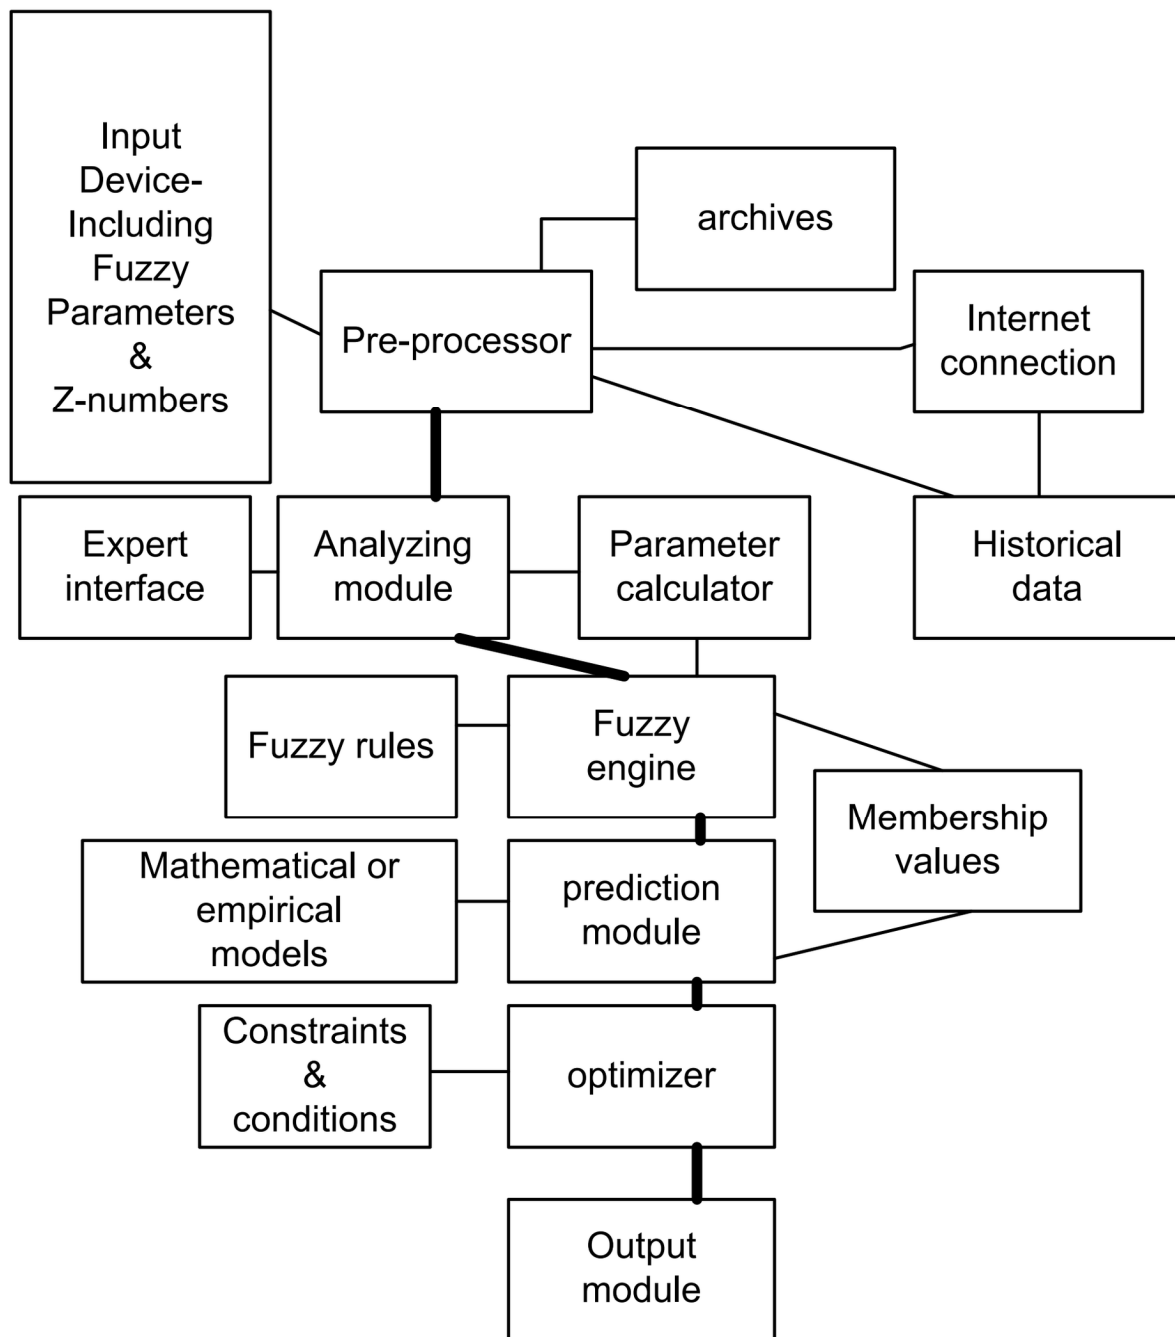 Input
Device-
Including
Fuzzy
Parameters
&
Z-numbers
archives
Pre-processor
Internet
connection
Expert
interface
Analyzing
module
Parameter
calculator
Historical
data
Fuzzy rules
Fuzzy
engine
Membership
values
Mathematical or
empirical
models
prediction
module
Constraints
&
conditions
optimizer
Output
module